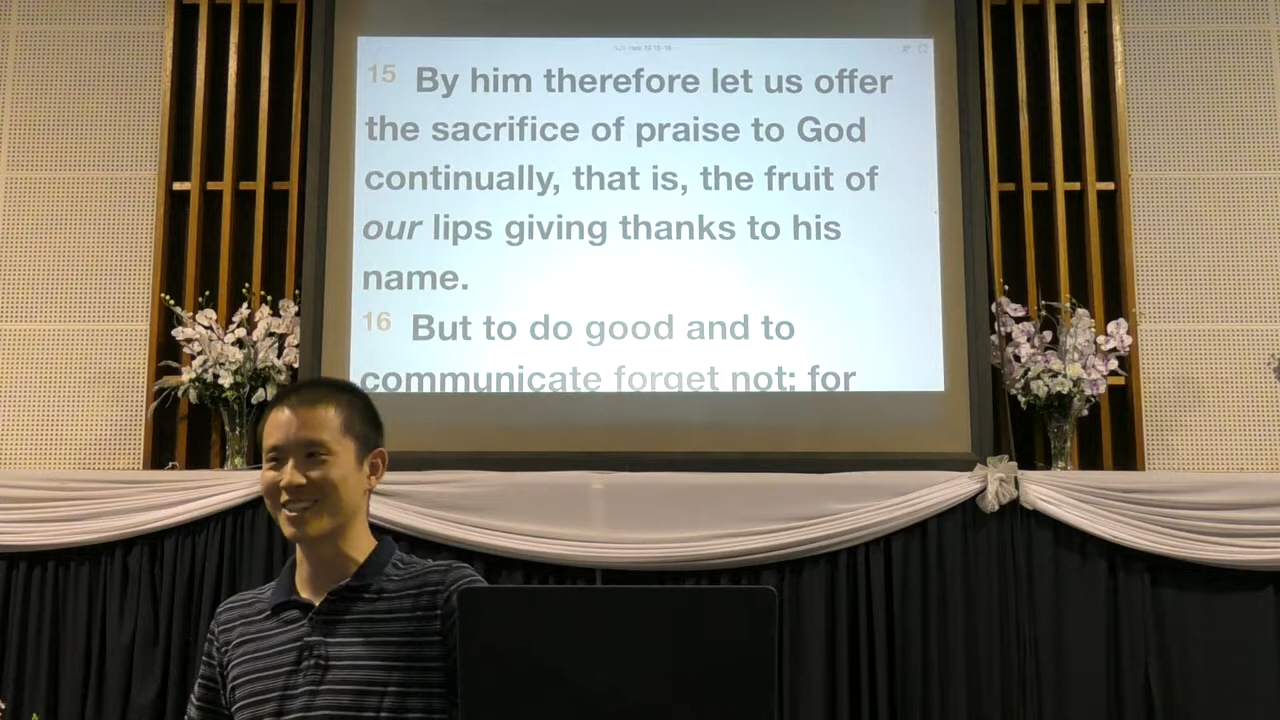 15 By him therefore let us offer
the sacrifice of praise to God
continually, that is, the fruit of
our lips giving thanks to his
name.
16 But to do good and to
communicate forget not: for